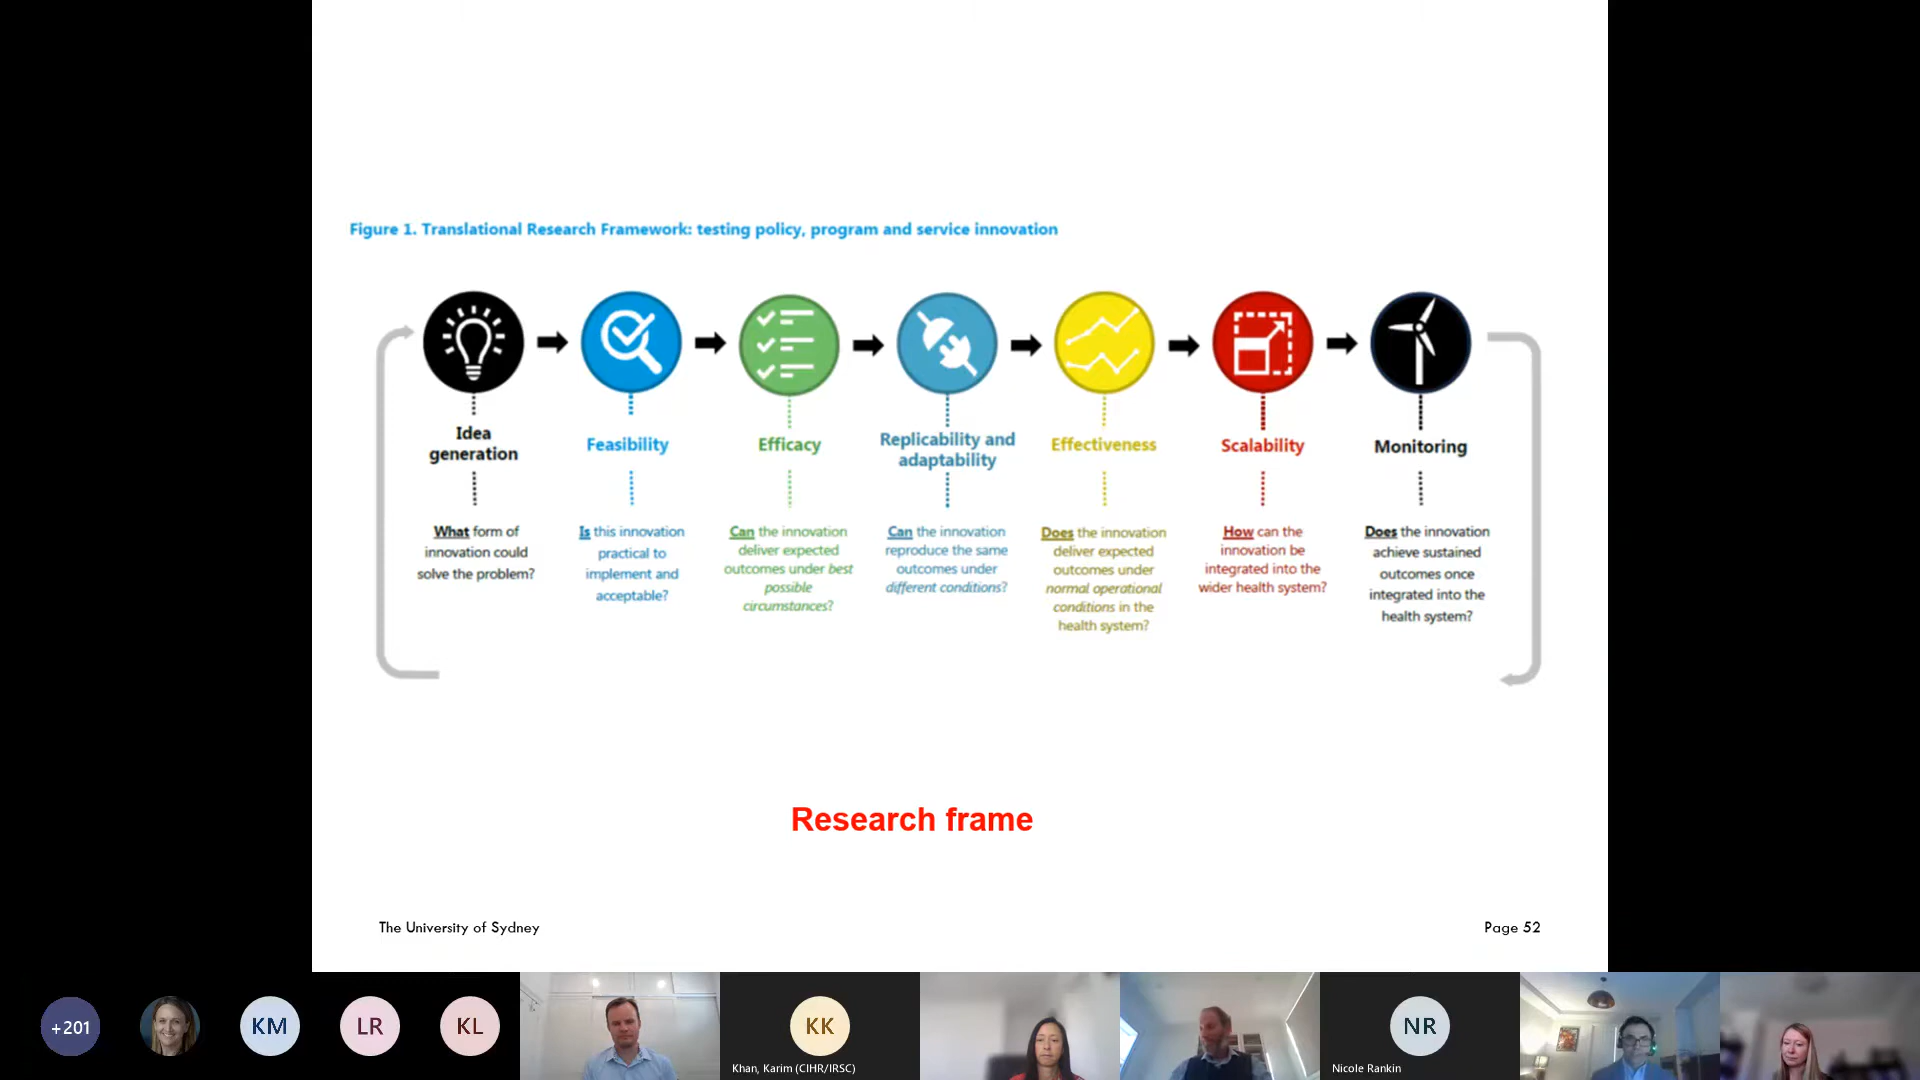 Figure 1. Translational Research Framework: testing policy, program and service innovation
Idea
generation
Feasibility
Efficacy
Replicability and
adaptability
Effectiveness
Scalability
Monitoring
What form of
innovation could
solve the problem?
Is this innovation
practical to
implement and
acceptable?
Can the innovation
deliver expected
outcomes under best
possible
circumstances?
Can the innovation
reproduce the same
outcomes under
different conditions?
Does the innovation
deliver expected
outcomes under
normal operational
conditions in the
health system?
How can the
innovation be
integrated into the
wider health system?
Does the innovation
achieve sustained
outcomes once
integrated into the
health system?
Research frame
The University of Sydney
Page 52
+201
KM
LR
KL
KK
Khan, Karim (CIHR/IRSC)
NR
Nicole Rankin